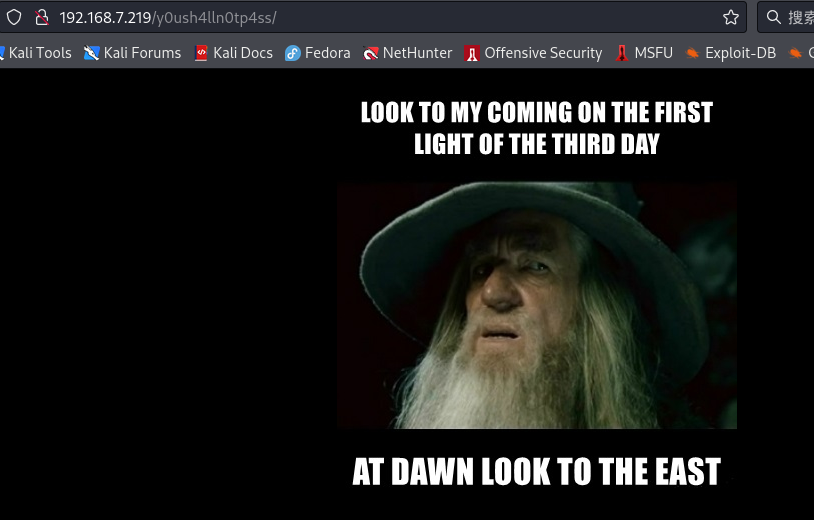 192.168.7.219/y0ush4lln0tp4ss/
搜索
Kali Tools Kali Forums Kali Docs Fedora NetHunter Offensive Security MSFU Exploit-DB
LOOK TO MY COMING ON THE FIRST
LIGHT OF THE THIRD DAY
AT DAWN LOOK TO THE EAST